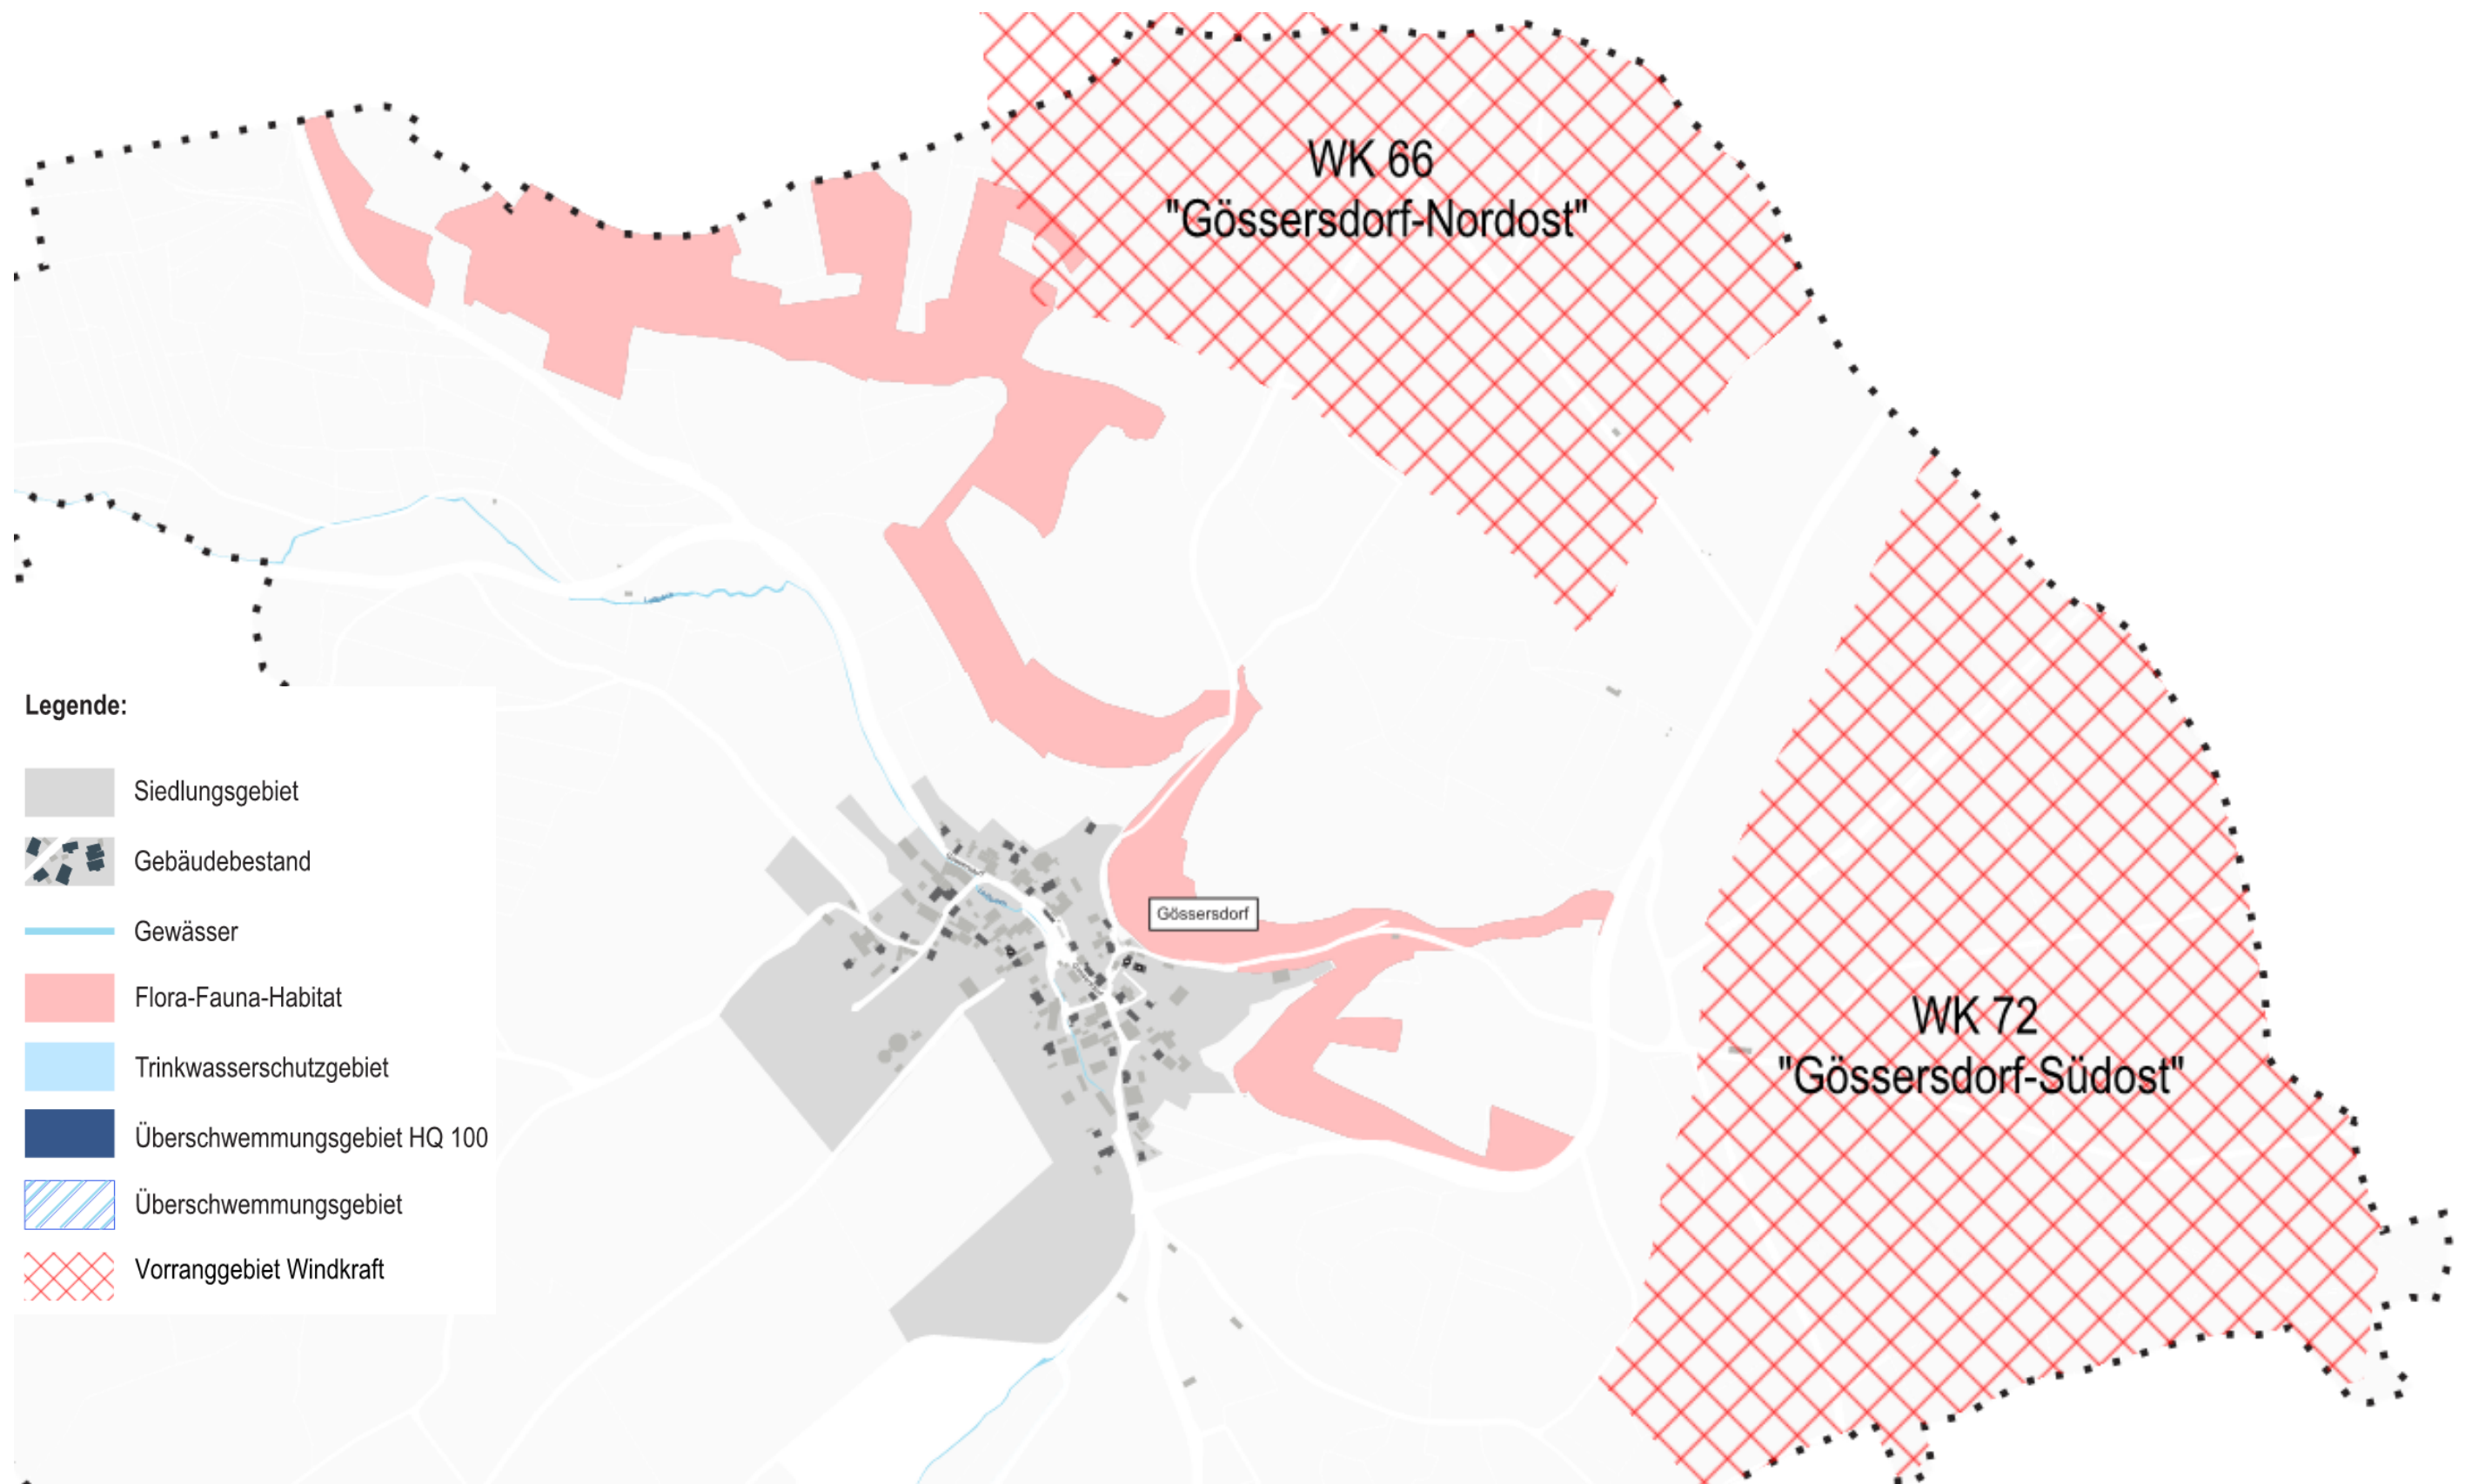 WK 66
"Gössersdorf-Nordost"
Legende:
Siedlungsgebiet
Gebäudebestand
Gewässer
Flora-Fauna-Habitat
Trinkwasserschutzgebiet
Überschwemmungsgebiet HQ 100
Überschwemmungsgebiet
Vorranggebiet Windkraft
Gössersdorf
WK 72
"Gössersdorf-Südost"